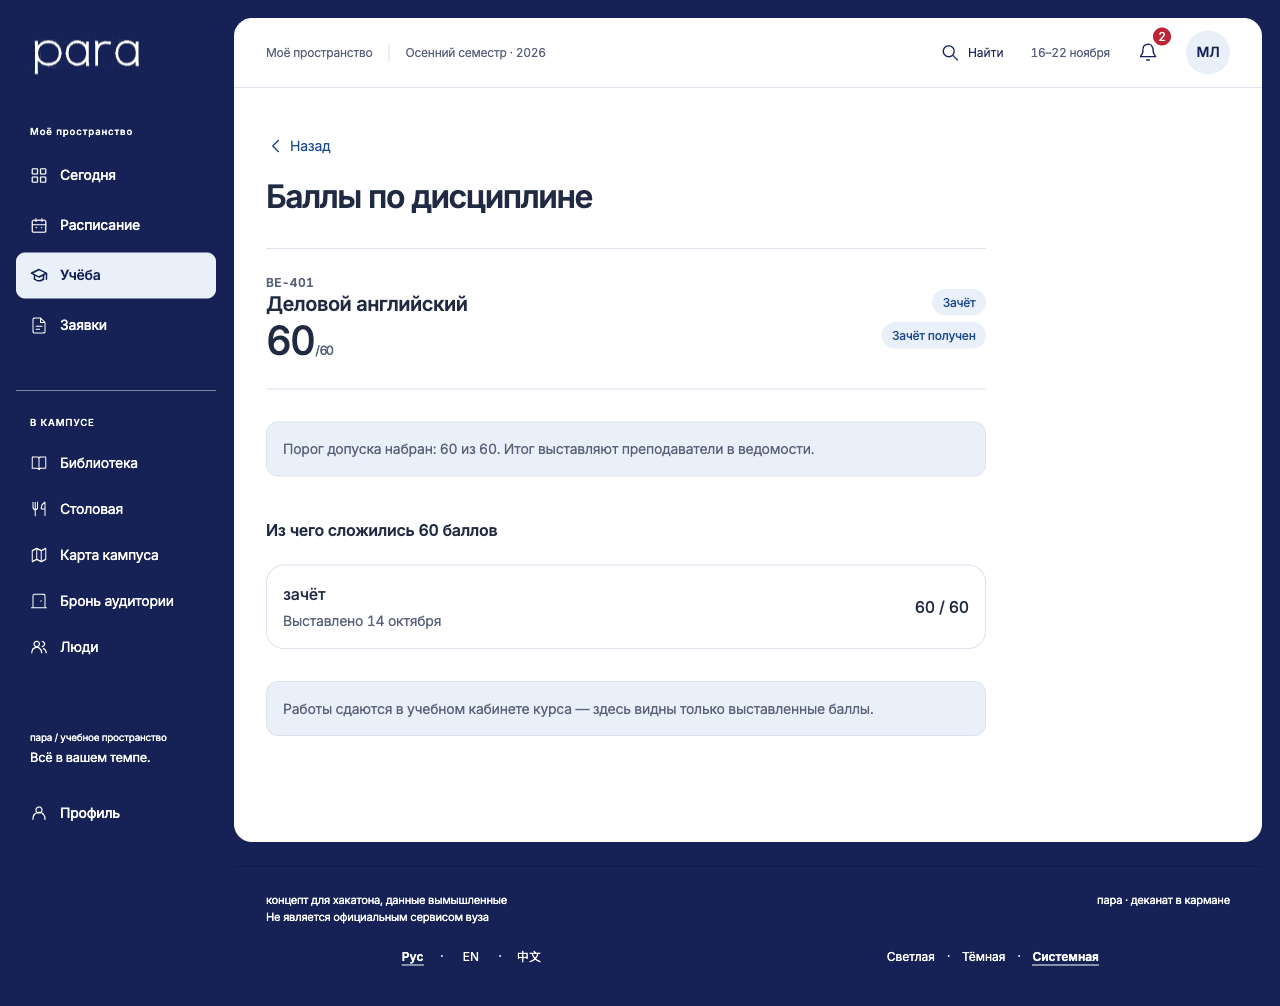 para
Моё пространство
Сегодня
Расписание
Учёба
Заявки
В КАМПУСЕ
Библиотека
Столовая
Карта кампуса
Бронь аудитории
Люди
пара / учебное пространство
Всё в вашем темпе.
Профиль
Моё пространство
Осенний семестр · 2026
Найти
16–22 ноября
2
МЛ
Назад
Баллы по дисциплине
BE-401
Деловой английский
60/60
Зачёт
Зачёт получен
Порог допуска набран: 60 из 60. Итог выставляют преподаватели в ведомости.
Из чего сложились 60 баллов
зачёт
Выставлено 14 октября
60 / 60
Работы сдаются в учебном кабинете курса — здесь видны только выставленные баллы.
концепт для хакатона, данные вымышленные
Не является официальным сервисом вуза
пара · деканат в кармане
Рус · EN · 中文
Светлая · Тёмная · Системная